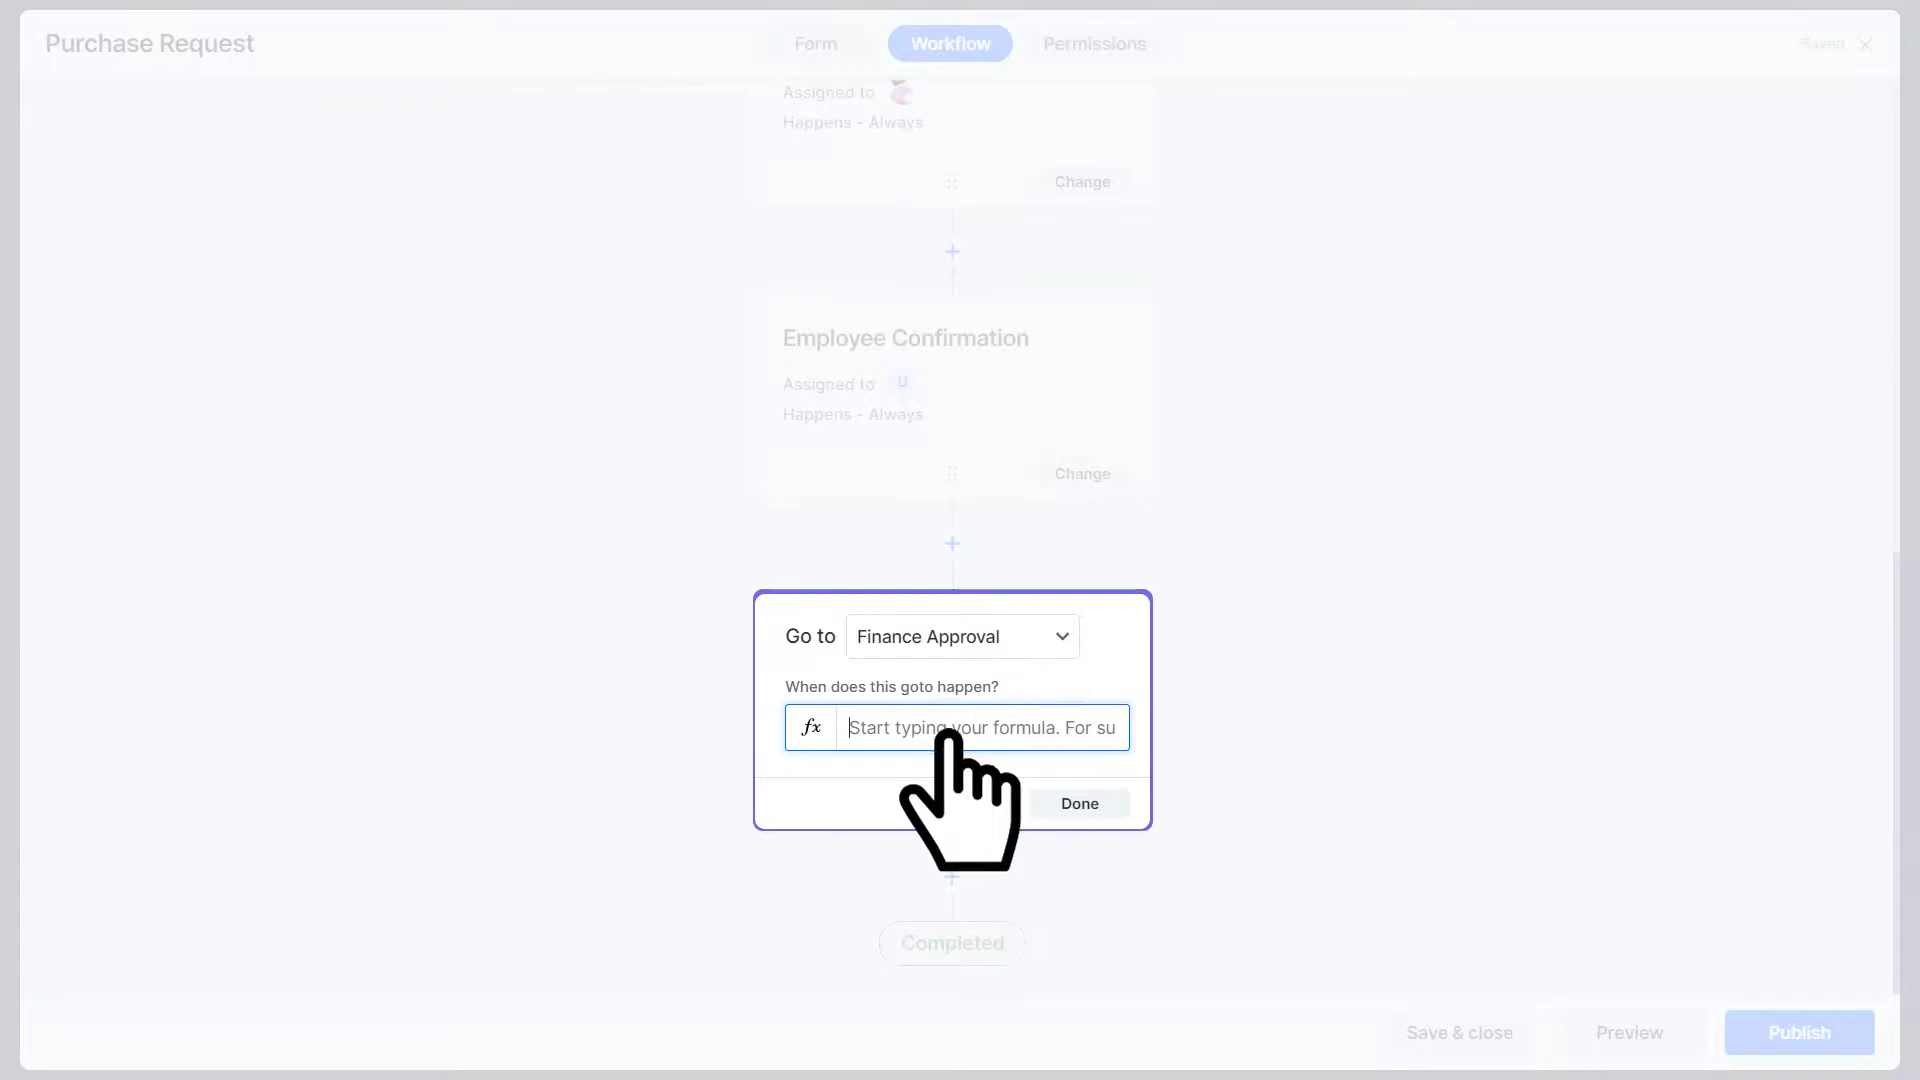 Purchase Request
Form
Workflow
Permissions
Saved
Assigned to
Happens - Always
Change
Employee Confirmation
Assigned to U
Happens - Always
Change
Go to Finance Approval
When does this goto happen?
fx Start typing your formula. For su
Done
Completed
Save & close
Preview
Publish